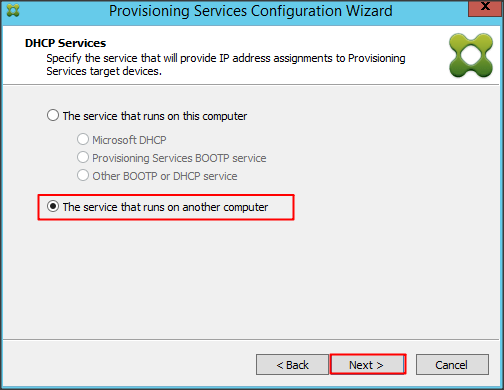 Provisioning Services Configuration Wizard
X
DHCP Services
Specify the service that will provide IP address assignments to Provisioning
Services target devices.
The service that runs on this computer
Microsoft DHCP
Provisioning Services BOOTP service
Other BOOTP or DHCP service
The service that runs on another computer
< Back
Next >
Cancel